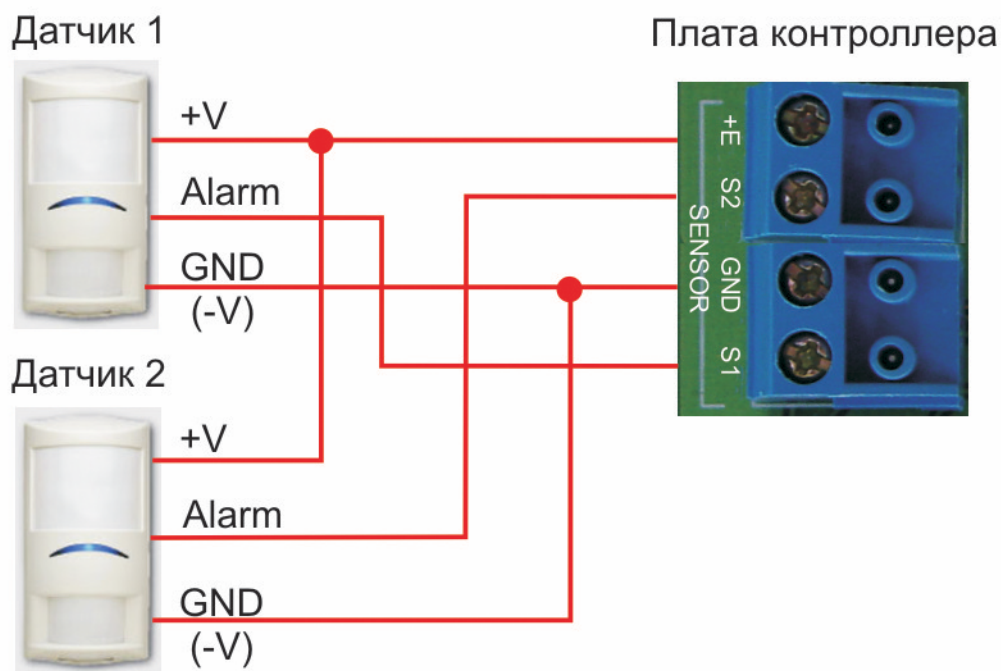 Датчик 1
Плата контроллера
+V
Alarm
GND
(-V)
+E
S2
GND
S1
SENSOR
Датчик 2
+V
Alarm
GND
(-V)